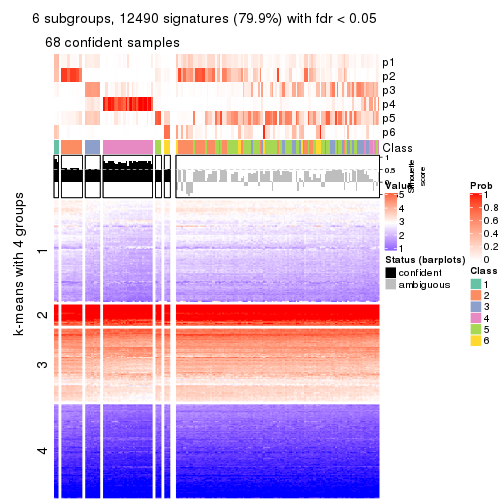 6 subgroups, 12490 signatures (79.9%) with fdr < 0.05
68 confident samples
p1
p2
p3
p4
p5
p6
Class
1
0.5
0
Silhouette
score
k-means with 4 groups
1
2
3
4
Value
5
4
3
2
1
Status (barplots)
confident
ambiguous
Prob
1
0.8
0.6
0.4
0.2
0
Class
1
2
3
4
5
6